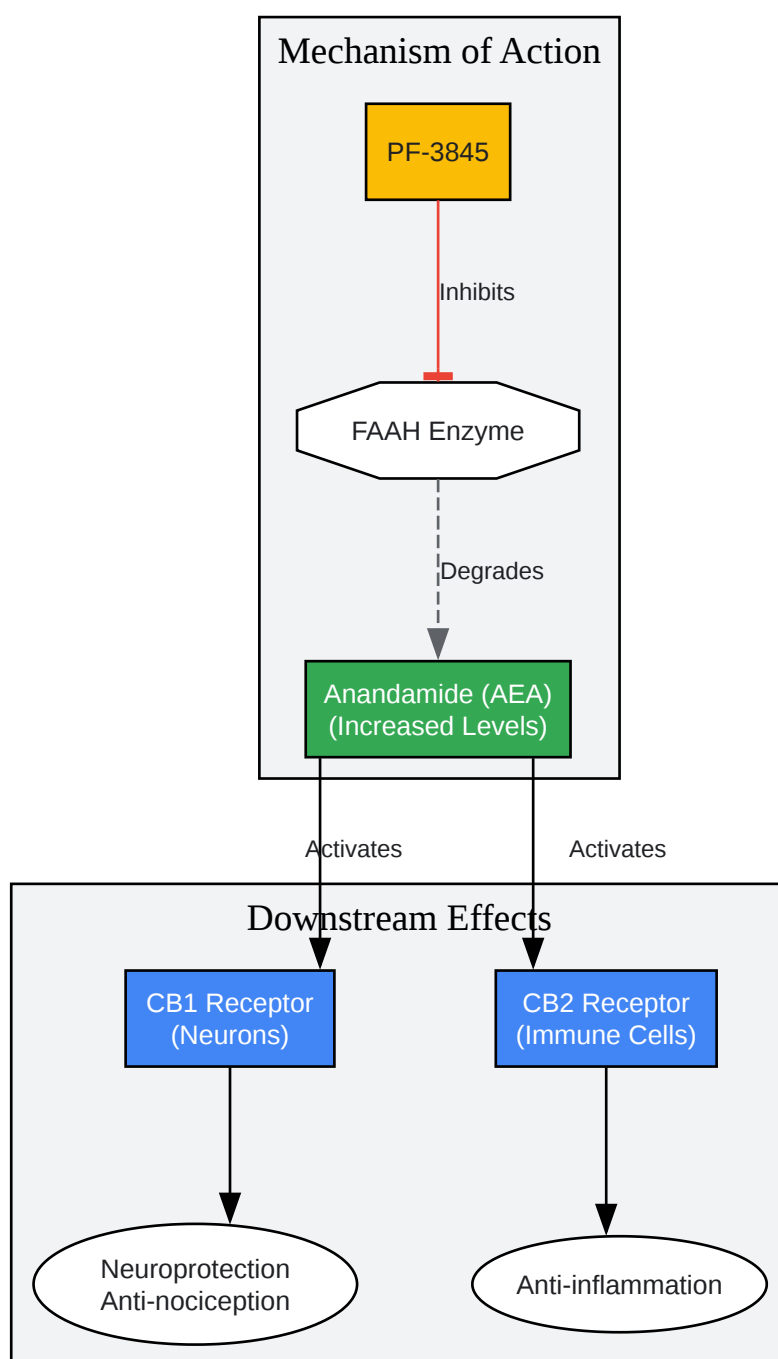 Mechanism of Action
PF-3845
Inhibits
FAAH Enzyme
Degrades
Anandamide (AEA)
(Increased Levels)
Activates
Activates
Downstream Effects
CB1 Receptor
(Neurons)
CB2 Receptor
(Immune Cells)
Neuroprotection
Anti-nociception
Anti-inflammation